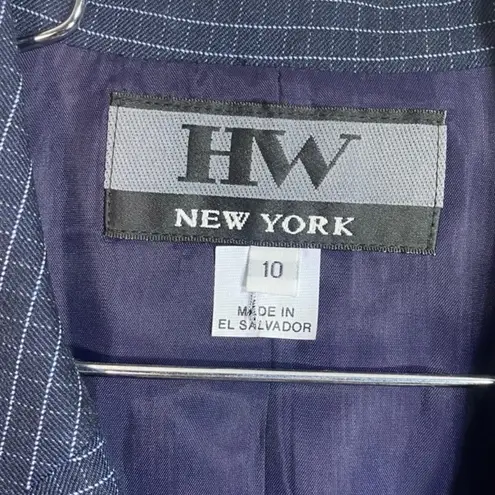 HW
NEW YORK
10
MADE IN
EL SALVADOR